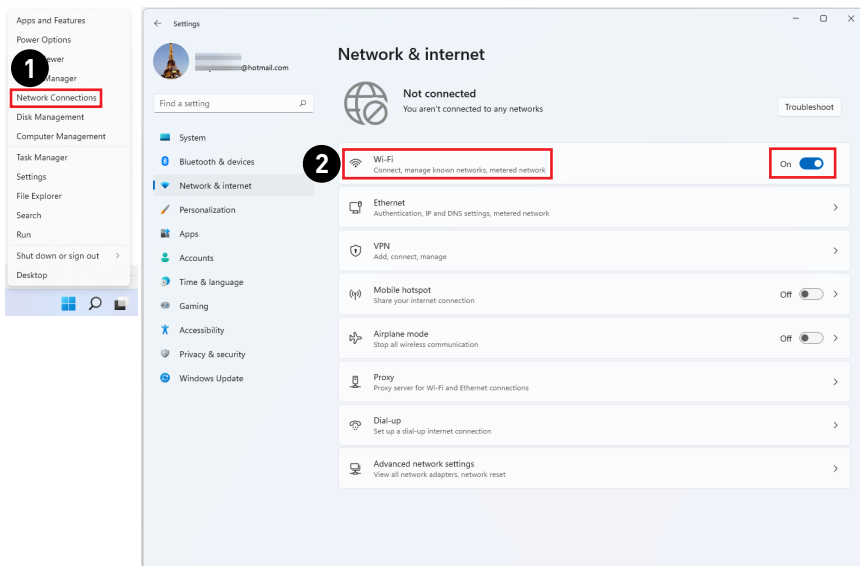 Apps and Features
Power Options
ewer
1
Manager
Network Connections
Disk Management
Computer Management
Task Manager
Settings
File Explorer
Search
Run
Shut down or sign out
Desktop
Settings
@hotmail.com
Find a setting
System
Bluetooth & devices
Network & internet
Personalization
Apps
Accounts
Time & language
Gaming
Accessibility
Privacy & security
Windows Update
Network & internet
Not connected
You aren't connected to any networks
Troubleshoot
2
Wi-Fi
Connect, manage known networks, metered network
On
Ethernet
Authentication, IP and DNS settings, metered network
VPN
Add, connect, manage
Mobile hotspot
Share your internet connection
Off
Airplane mode
Stop all wireless communication
Off
Proxy
Proxy server for Wi-Fi and Ethernet connections
Dial-up
Set up a dial-up internet connection
Advanced network settings
View all network adapters, network reset